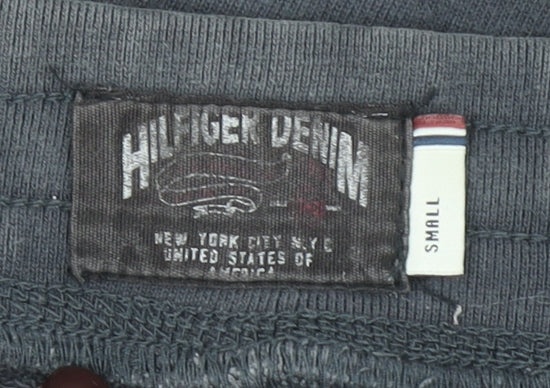 HILFIGER DENIM
NEW YORK CITY N.Y.C
UNITED STATES OF
AMERICA
SMALL